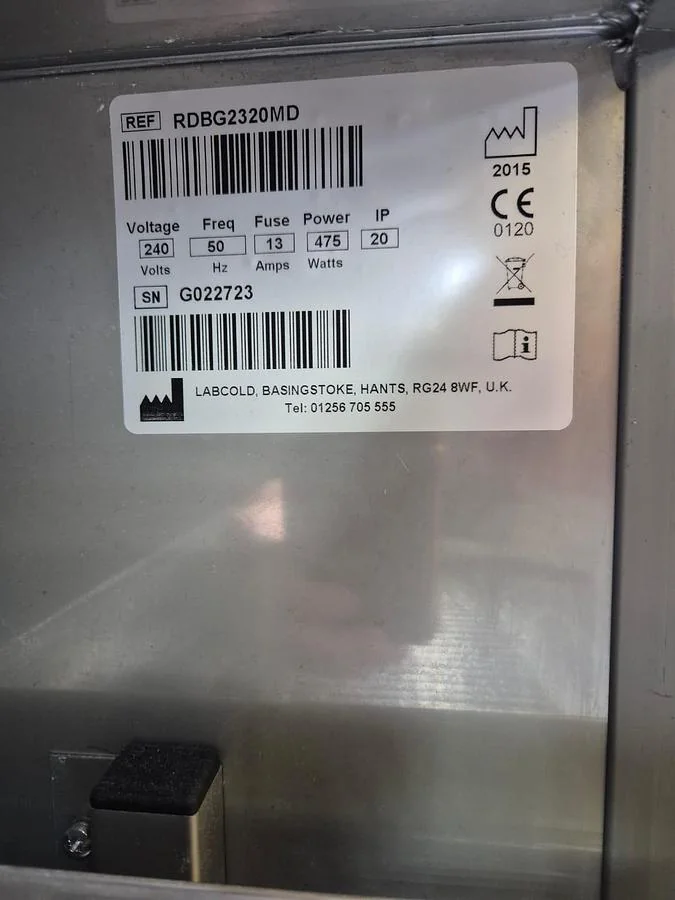 REF RDBG2320MD
2015
CE
0120
Voltage Freq Fuse Power IP
240 50 13 475 20
Volts Hz Amps Watts
SN G022723
i
LABCOLD, BASINGSTOKE, HANTS, RG24 8WF, U.K.
Tel: 01256 705 555